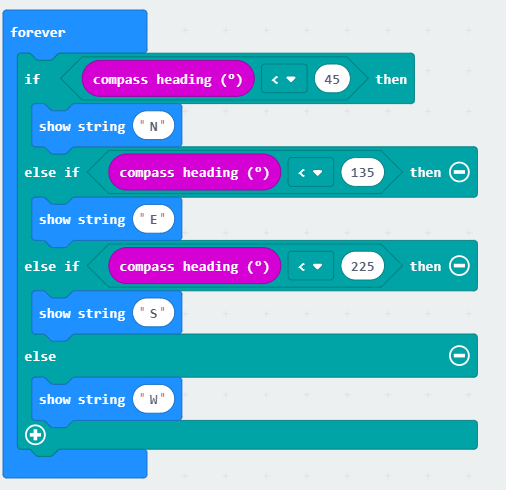 forever
if compass heading (º) < 45 then
show string "N"
else if compass heading (º) < 135 then
show string "E"
else if compass heading (º) < 225 then
show string "S"
else
show string "W"